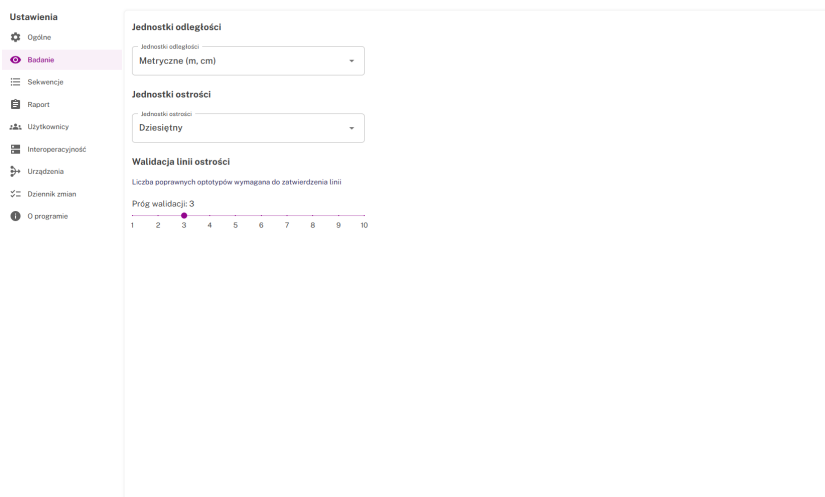 Ustawienia
Ogólne
Badanie
Sekwencje
Raport
Użytkownicy
Interoperacyjność
Urządzenia
Dziennik zmian
O programie
Jednostki odległości
Jednostki odległości
Metryczne (m, cm)
Jednostki ostrości
Jednostki ostrości
Dziesiętny
Walidacja linii ostrości
Liczba poprawnych optotypów wymagana do zatwierdzenia linii
Próg walidacji: 3
1 2 3 4 5 6 7 8 9 10